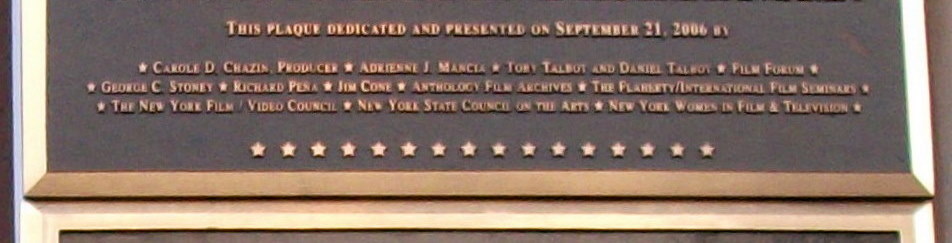 THIS PLAQUE DEDICATED AND PRESENTED ON SEPTEMBER 21, 2006 BY
★ CAROLE D. CHAZIN, PRODUCER ★ ADRIENNE J. MANCIA ★ TOBY TALBOT AND DANIEL TALBOT ★ FILM FORUM ★
★ GEORGE C. STONEY ★ RICHARD PEÑA ★ JIM CONE ★ ANTHOLOGY FILM ARCHIVES ★ THE FLAHERTY/INTERNATIONAL FILM SEMINARS ★
★ THE NEW YORK FILM / VIDEO COUNCIL ★ NEW YORK STATE COUNCIL ON THE ARTS ★ NEW YORK WOMEN IN FILM & TELEVISION ★
★ ★ ★ ★ ★ ★ ★ ★ ★ ★ ★ ★ ★ ★ ★ ★